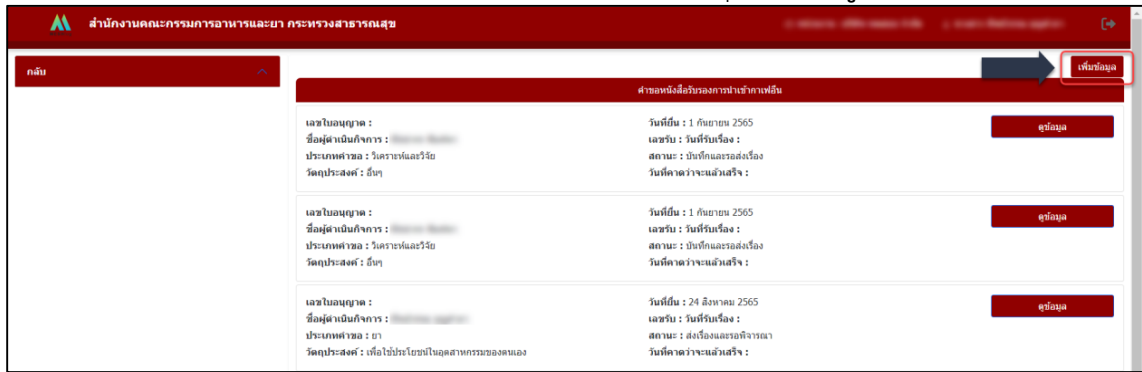 สำนักงานคณะกรรมการอาหารและยา กระทรวงสาธารณสุข
กลับ
เพิ่มข้อมูล
คำขอหนังสือรับรองการนำเข้ากาเฟอีน
เลขใบอนุญาต :
วันที่ยื่น : 1 กันยายน 2565
ดูข้อมูล
ชื่อผู้ดำเนินกิจการ :
เลขรับ : วันที่รับเรื่อง :
ประเภทคำขอ : วิเคราะห์และวิจัย
สถานะ : บันทึกและรอส่งเรื่อง
วัตถุประสงค์ : อื่นๆ
วันที่คาดว่าจะแล้วเสร็จ :
เลขใบอนุญาต :
วันที่ยื่น : 1 กันยายน 2565
ดูข้อมูล
ชื่อผู้ดำเนินกิจการ :
เลขรับ : วันที่รับเรื่อง :
ประเภทคำขอ : วิเคราะห์และวิจัย
สถานะ : บันทึกและรอส่งเรื่อง
วัตถุประสงค์ : อื่นๆ
วันที่คาดว่าจะแล้วเสร็จ :
เลขใบอนุญาต :
วันที่ยื่น : 24 สิงหาคม 2565
ดูข้อมูล
ชื่อผู้ดำเนินกิจการ :
เลขรับ : วันที่รับเรื่อง :
ประเภทคำขอ : ยา
สถานะ : ส่งเรื่องและรอพิจารณา
วัตถุประสงค์ : เพื่อใช้ประโยชน์ในอุตสาหกรรมของตนเอง
วันที่คาดว่าจะแล้วเสร็จ :